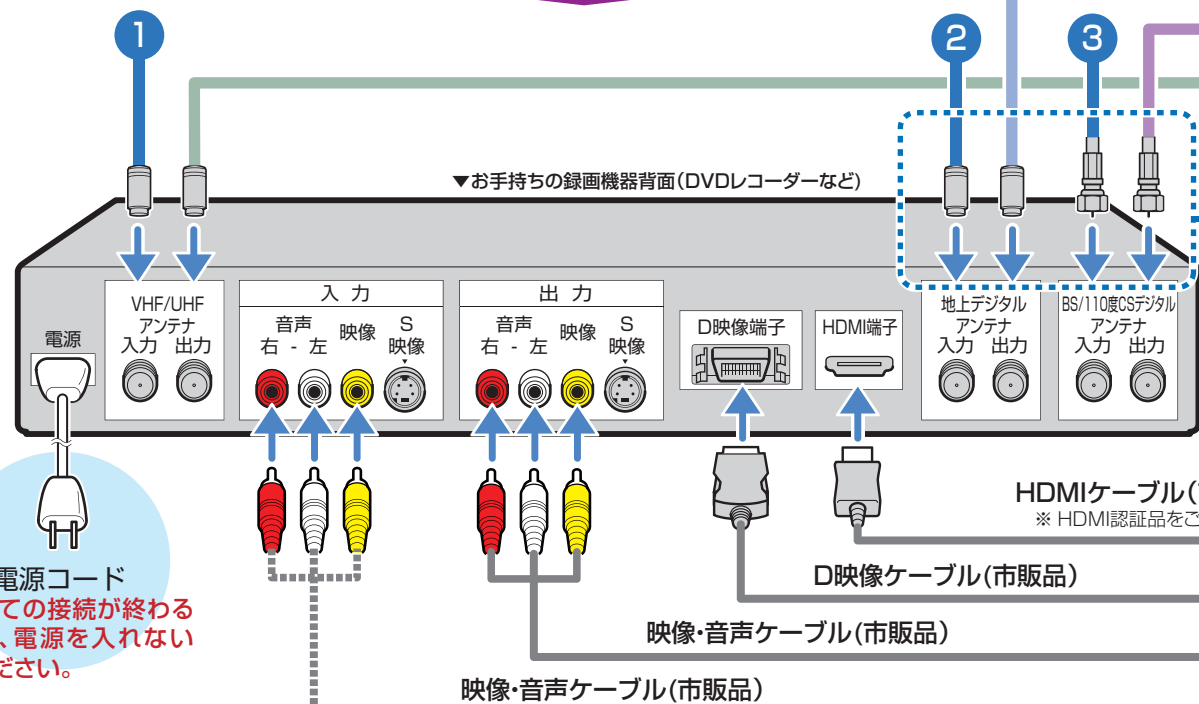 1
2
3
▼お手持ちの録画機器背面(DVDレコーダーなど)
電源
VHF/UHF
アンテナ
入力 出力
入 力
音声
右 - 左
映像
S
映像
出 力
音声
右 - 左
映像
S
映像
D映像端子
HDMI端子
地上デジタル
アンテナ
入力 出力
BS/110度CSデジタル
アンテナ
入力 出力
HDMIケーブル(
※ HDMI認証品をご
D映像ケーブル(市販品)
映像・音声ケーブル(市販品)
映像・音声ケーブル(市販品)
電源コード
ての接続が終わる
、電源を入れない
ださい。